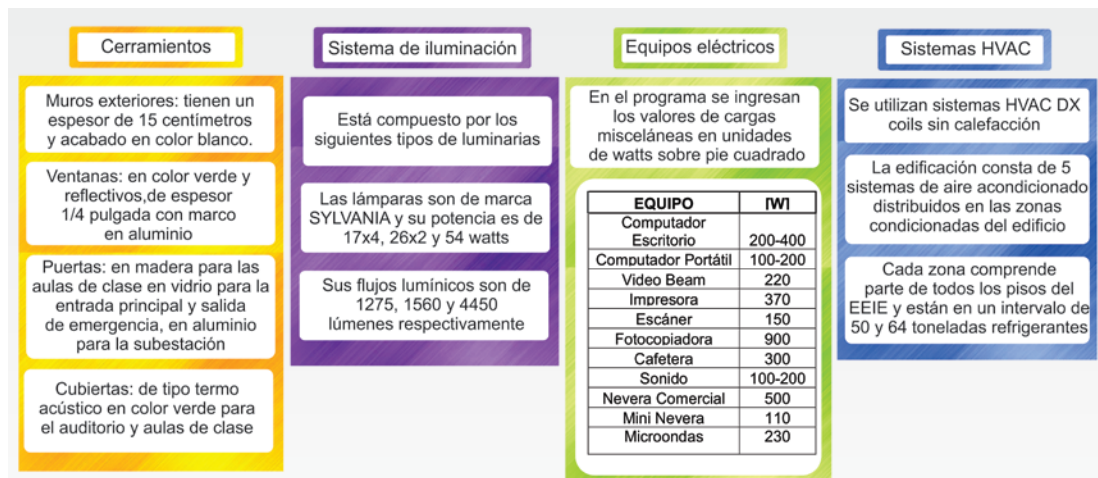 Cerramientos
Muros exteriores: tienen un
espesor de 15 centímetros
y acabado en color blanco.
Ventanas: en color verde y
reflectivos,de espesor
1/4 pulgada con marco
en aluminio
Puertas: en madera para las
aulas de clase en vidrio para la
entrada principal y salida
de emergencia, en aluminio
para la subestación
Cubiertas: de tipo termo
acústico en color verde para
el auditorio y aulas de clase
Sistema de iluminación
Está compuesto por los
siguientes tipos de luminarias
Las lámparas son de marca
SYLVANIA y su potencia es de
17x4, 26x2 y 54 watts
Sus flujos lumínicos son de
1275, 1560 y 4450
lúmenes respectivamente
Equipos eléctricos
En el programa se ingresan
los valores de cargas
misceláneas en unidades
de watts sobre pie cuadrado
EQUIPO [W]
Computador
Escritorio 200-400
Computador Portátil 100-200
Video Beam 220
Impresora 370
Escáner 150
Fotocopiadora 900
Cafetera 300
Sonido 100-200
Nevera Comercial 500
Mini Nevera 110
Microondas 230
Sistemas HVAC
Se utilizan sistemas HVAC DX
coils sin calefacción
La edificación consta de 5
sistemas de aire acondicionado
distribuidos en las zonas
condicionadas del edificio
Cada zona comprende
parte de todos los pisos del
EEIE y están en un intervalo de
50 y 64 toneladas refrigerantes